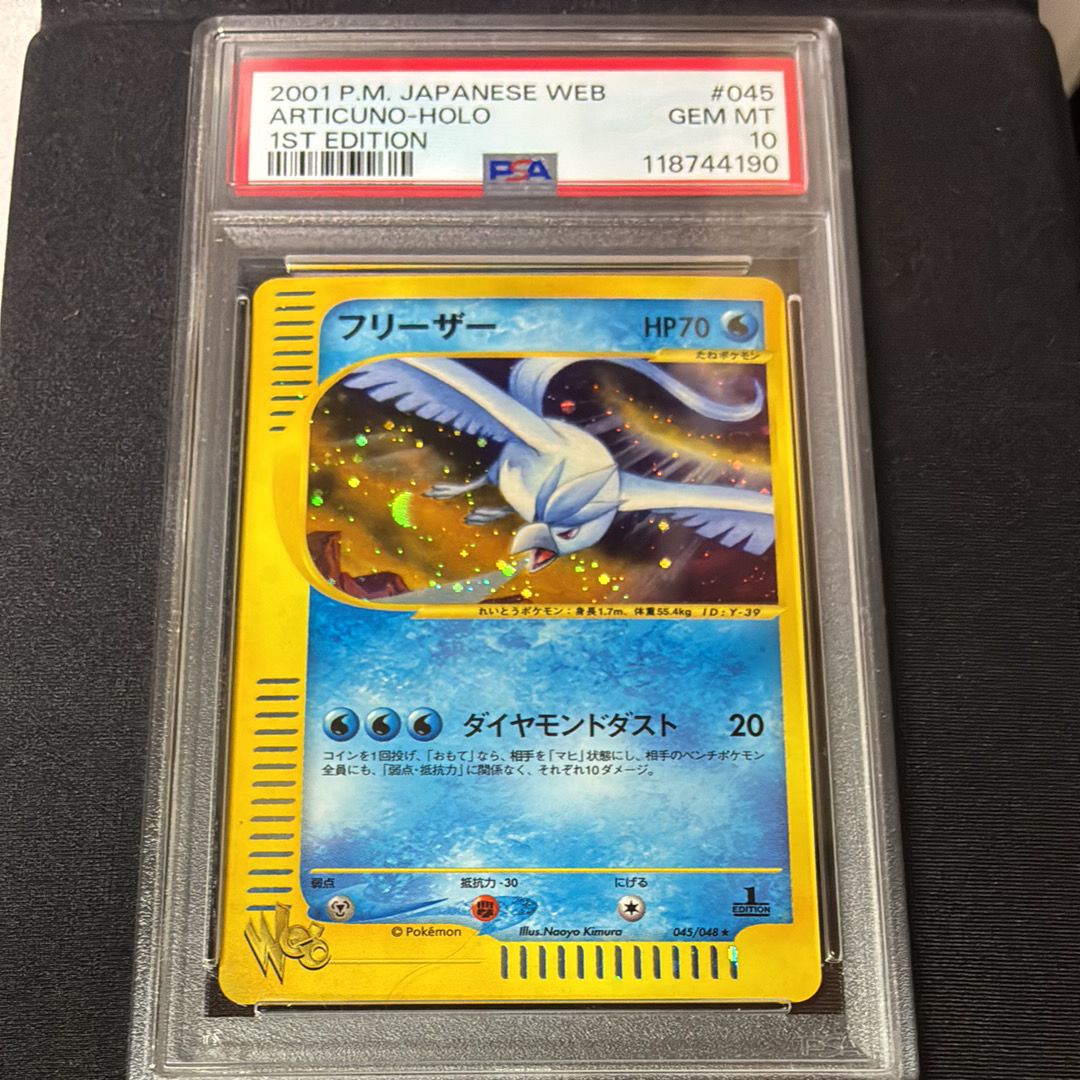 2001 P.M. JAPANESE WEB #045
ARTICUNO-HOLO GEM MT
1ST EDITION 10
PSA 118744190
フリーザー HP70
たねポケモン
れいとうポケモン：身長1.7m、体重55.4kg ID:Y-39
ダイヤモンドダスト 20
コインを1回投げ、「おもて」なら、相手を「マヒ」状態にし、相手のベンチポケモン
全員にも、「弱点・抵抗力」に関係なく、それぞれ10ダメージ。
弱点 抵抗力 -30 にげる
1
EDITION
Web
© Pokémon Illus.Naoyo Kimura 045/048★